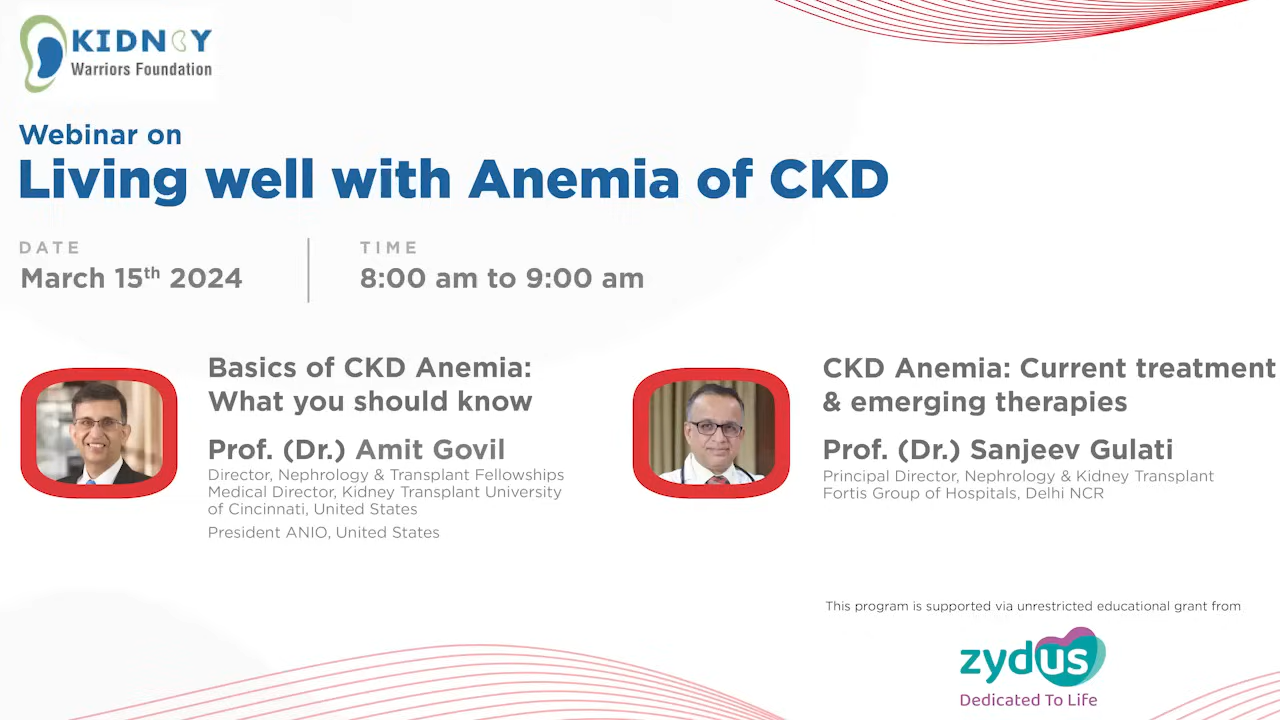 KIDNEY
Warriors Foundation
Webinar on
Living well with Anemia of CKD
DATE
March 15th 2024
TIME
8:00 am to 9:00 am
Basics of CKD Anemia:
What you should know
Prof. (Dr.) Amit Govil
Director, Nephrology & Transplant Fellowships
Medical Director, Kidney Transplant University
of Cincinnati, United States
President ANIO, United States
CKD Anemia: Current treatment
& emerging therapies
Prof. (Dr.) Sanjeev Gulati
Principal Director, Nephrology & Kidney Transplant
Fortis Group of Hospitals, Delhi NCR
This program is supported via unrestricted educational grant from
zydus
Dedicated To Life